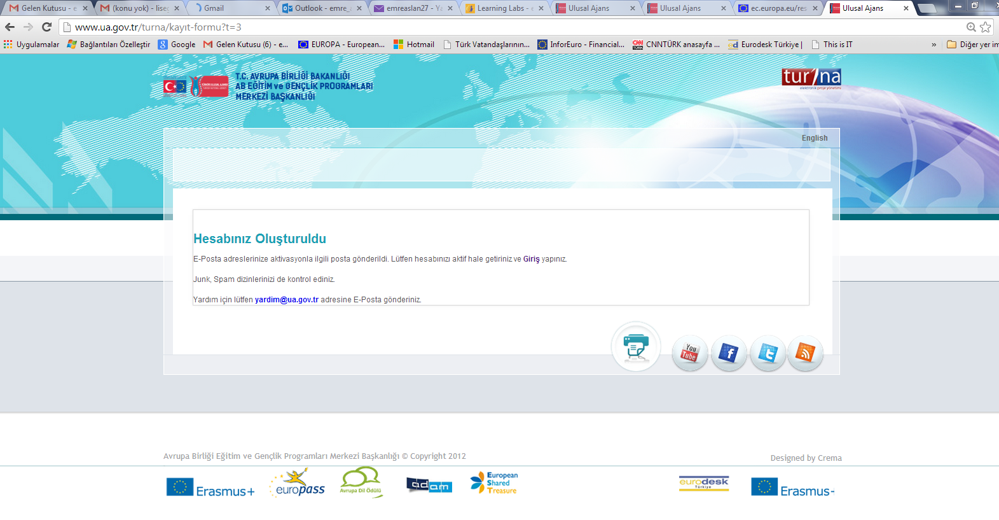 Gelen Kutusu - e
(konu yok) - liseg
Gmail
Outlook - emre_a
emreaslan27 - Ya
Learning Labs - e
Ulusal Ajans
Ulusal Ajans
ec.europa.eu/res
Ulusal Ajans
www.ua.gov.tr/turna/kayıt-formu?t=3
Uygulamalar
Bağlantıları Özelleştir
Google
Gelen Kutusu (6) - e...
EUROPA - European...
Hotmail
Türk Vatandaşlarının...
InforEuro - Financial...
CNNTÜRK anasayfa ...
Eurodesk Türkiye |
This is IT
»
Diğer yer im
T.C. AVRUPA BİRLİĞİ BAKANLIĞI
AB EĞİTİM ve GENÇLİK PROGRAMLARI
MERKEZİ BAŞKANLIĞI
tur/na
elektronik proje yönetimi
English
Hesabınız Oluşturuldu
E-Posta adreslerinize aktivasyonla ilgili posta gönderildi. Lütfen hesabınızı aktif hale getiriniz ve Giriş yapınız.
Junk, Spam dizinlerinizi de kontrol ediniz.
Yardım için lütfen yardim@ua.gov.tr adresine E-Posta gönderiniz.
You
Tube
Avrupa Birliği Eğitim ve Gençlik Programları Merkezi Başkanlığı © Copyright 2012
Designed by Crema
Erasmus+
europass
Avrupa Dil Ödülü
adam
European
Shared
Treasure
eurodesk
Türkiye
Erasmus+